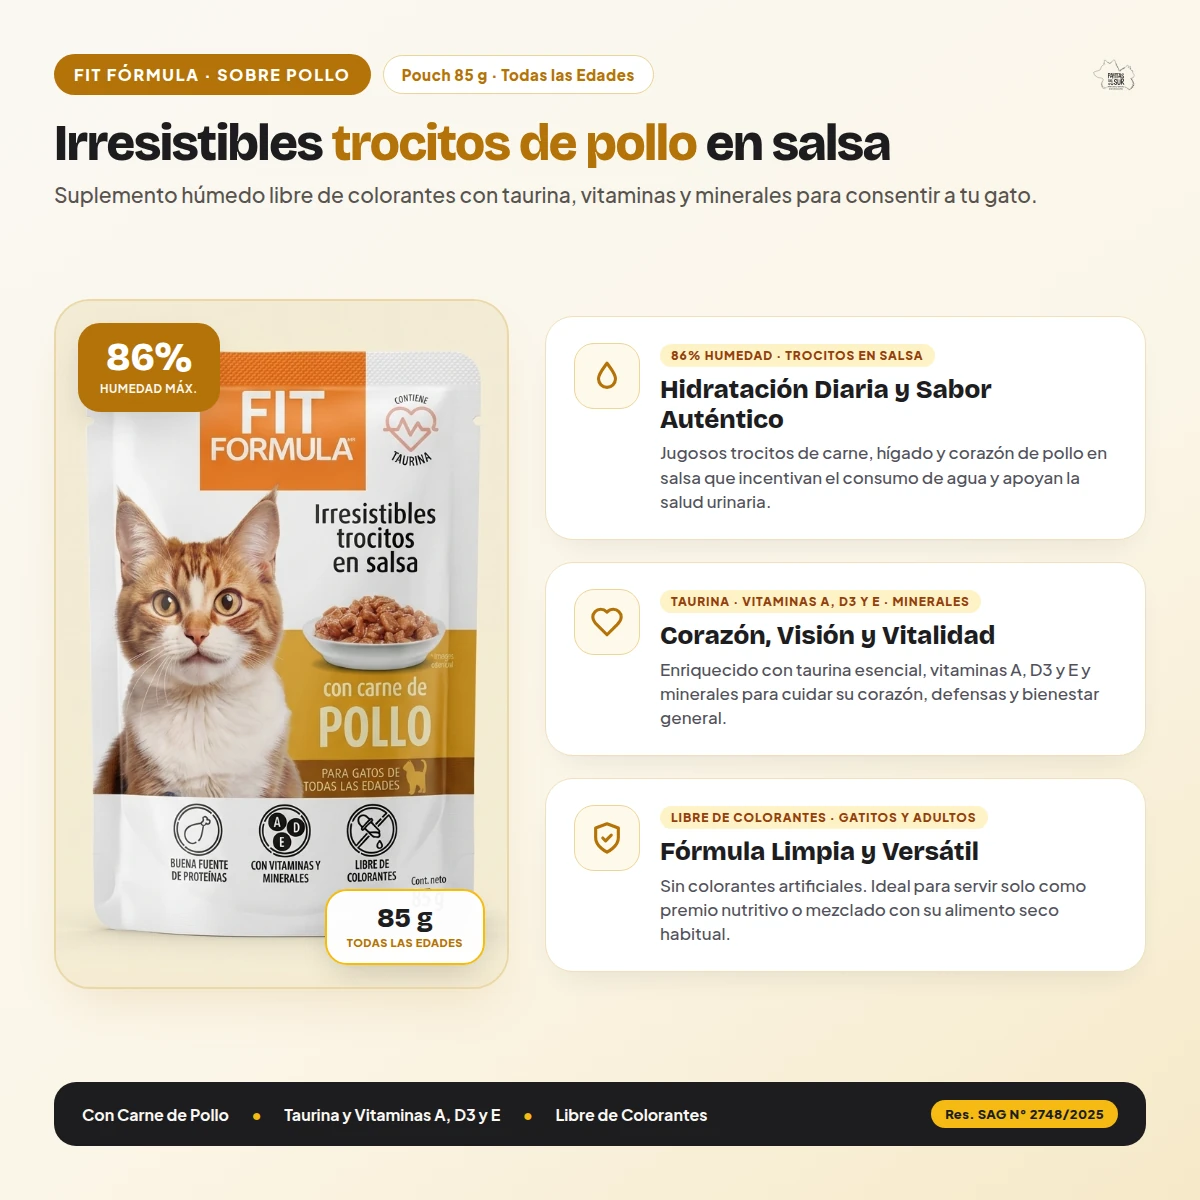 FIT FÓRMULA · SOBRE POLLO
Pouch 85 g · Todas las Edades
PATITAS
DEL SUR
Irresistibles trocitos de pollo en salsa
Suplemento húmedo libre de colorantes con taurina, vitaminas y minerales para consentir a tu gato.
86%
HUMEDAD MÁX.
FIT
FORMULA
CONTIENE
TAURINA
Irresistibles
trocitos
en salsa
con carne de
POLLO
PARA GATOS DE
TODAS LAS EDADES
BUENA FUENTE
DE PROTEÍNAS
CON VITAMINAS Y
MINERALES
A D
E
LIBRE DE
COLORANTES
Cont. neto
85 g
85 g
TODAS LAS EDADES
86% HUMEDAD · TROCITOS EN SALSA
Hidratación Diaria y Sabor
Auténtico
Jugosos trocitos de carne, hígado y corazón de pollo en
salsa que incentivan el consumo de agua y apoyan la
salud urinaria.
TAURINA · VITAMINAS A, D3 Y E · MINERALES
Corazón, Visión y Vitalidad
Enriquecido con taurina esencial, vitaminas A, D3 y E y
minerales para cuidar su corazón, defensas y bienestar
general.
LIBRE DE COLORANTES · GATITOS Y ADULTOS
Fórmula Limpia y Versátil
Sin colorantes artificiales. Ideal para servir solo como
premio nutritivo o mezclado con su alimento seco
habitual.
Con Carne de Pollo • Taurina y Vitaminas A, D3 y E • Libre de Colorantes
Res. SAG N° 2748/2025